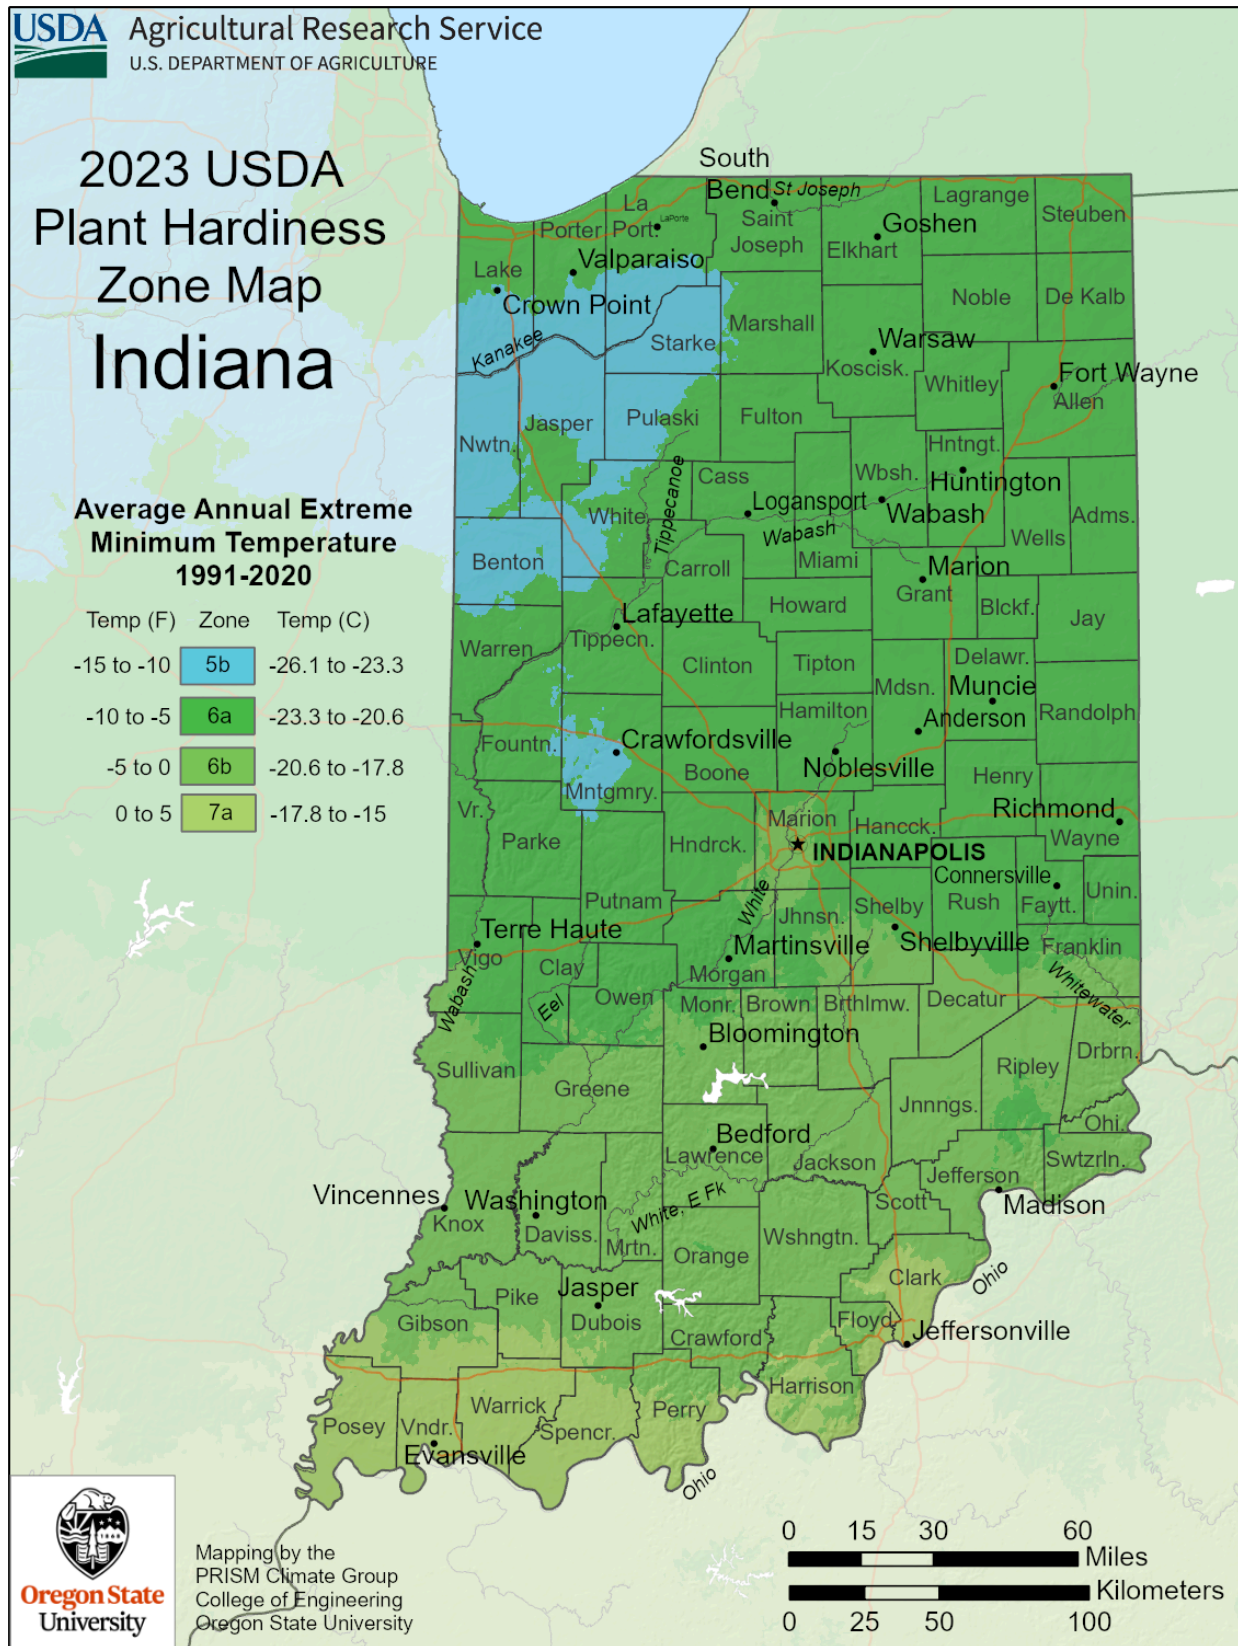 USDA
Agricultural Research Service
U.S. DEPARTMENT OF AGRICULTURE
2023 USDA
Plant Hardiness
Zone Map
Indiana
Average Annual Extreme
Minimum Temperature
1991-2020
Temp (F) Zone Temp (C)
-15 to -10 5b -26.1 to -23.3
-10 to -5 6a -23.3 to -20.6
-5 to 0 6b -20.6 to -17.8
0 to 5 7a -17.8 to -15
South
Bend
St Joseph
Lagrange
Steuben
La
Port.
LaPorte
Porter
Saint
Joseph
Goshen
Elkhart
Valparaiso
Lake
Crown Point
Noble
De Kalb
Marshall
Kanakee
Starke
Warsaw
Koscisk.
Whitley
Fort Wayne
Allen
Jasper
Pulaski
Fulton
Nwtn.
Hntngt.
Cass
Wbsh.
Huntington
Tippecanoe
Logansport
Wabash
White
Wabash
Adms.
Wells
Benton
Carroll
Miami
Marion
Grant
Lafayette
Howard
Blckf.
Jay
Tippecn.
Warren
Clinton
Tipton
Delawr.
Mdsn.
Muncie
Hamilton
Anderson
Randolph
Fountn.
Crawfordsville
Boone
Noblesville
Henry
Mntgmry.
Vr.
Marion
Richmond
Hancck.
Wayne
Parke
Hndrck.
INDIANAPOLIS
Connersville
Putnam
White
Rush
Faytt.
Unin.
Jhnsn.
Shelby
Terre Haute
Martinsville
Shelbyville
Franklin
Vigo
Clay
Morgan
Whitewater
Wabash
Eel
Owen
Monr.
Brown
Brthlmw.
Decatur
Bloomington
Drbrn.
Sullivan
Ripley
Greene
Jnnngs.
Ohi.
Bedford
Lawrence
Jackson
Jefferson
Swtzrln.
Vincennes
Washington
Scott
Madison
Knox
Daviss.
White, E Fk
Mrtn.
Wshngtn.
Orange
Clark
Ohio
Pike
Jasper
Gibson
Dubois
Floyd
Crawford
Jeffersonville
Harrison
Warrick
Perry
Posey
Vndr.
Spencr.
Evansville
Ohio
1868
Oregon State
University
Mapping by the
PRISM Climate Group
College of Engineering
Oregon State University
0 15 30 60
Miles
Kilometers
0 25 50 100